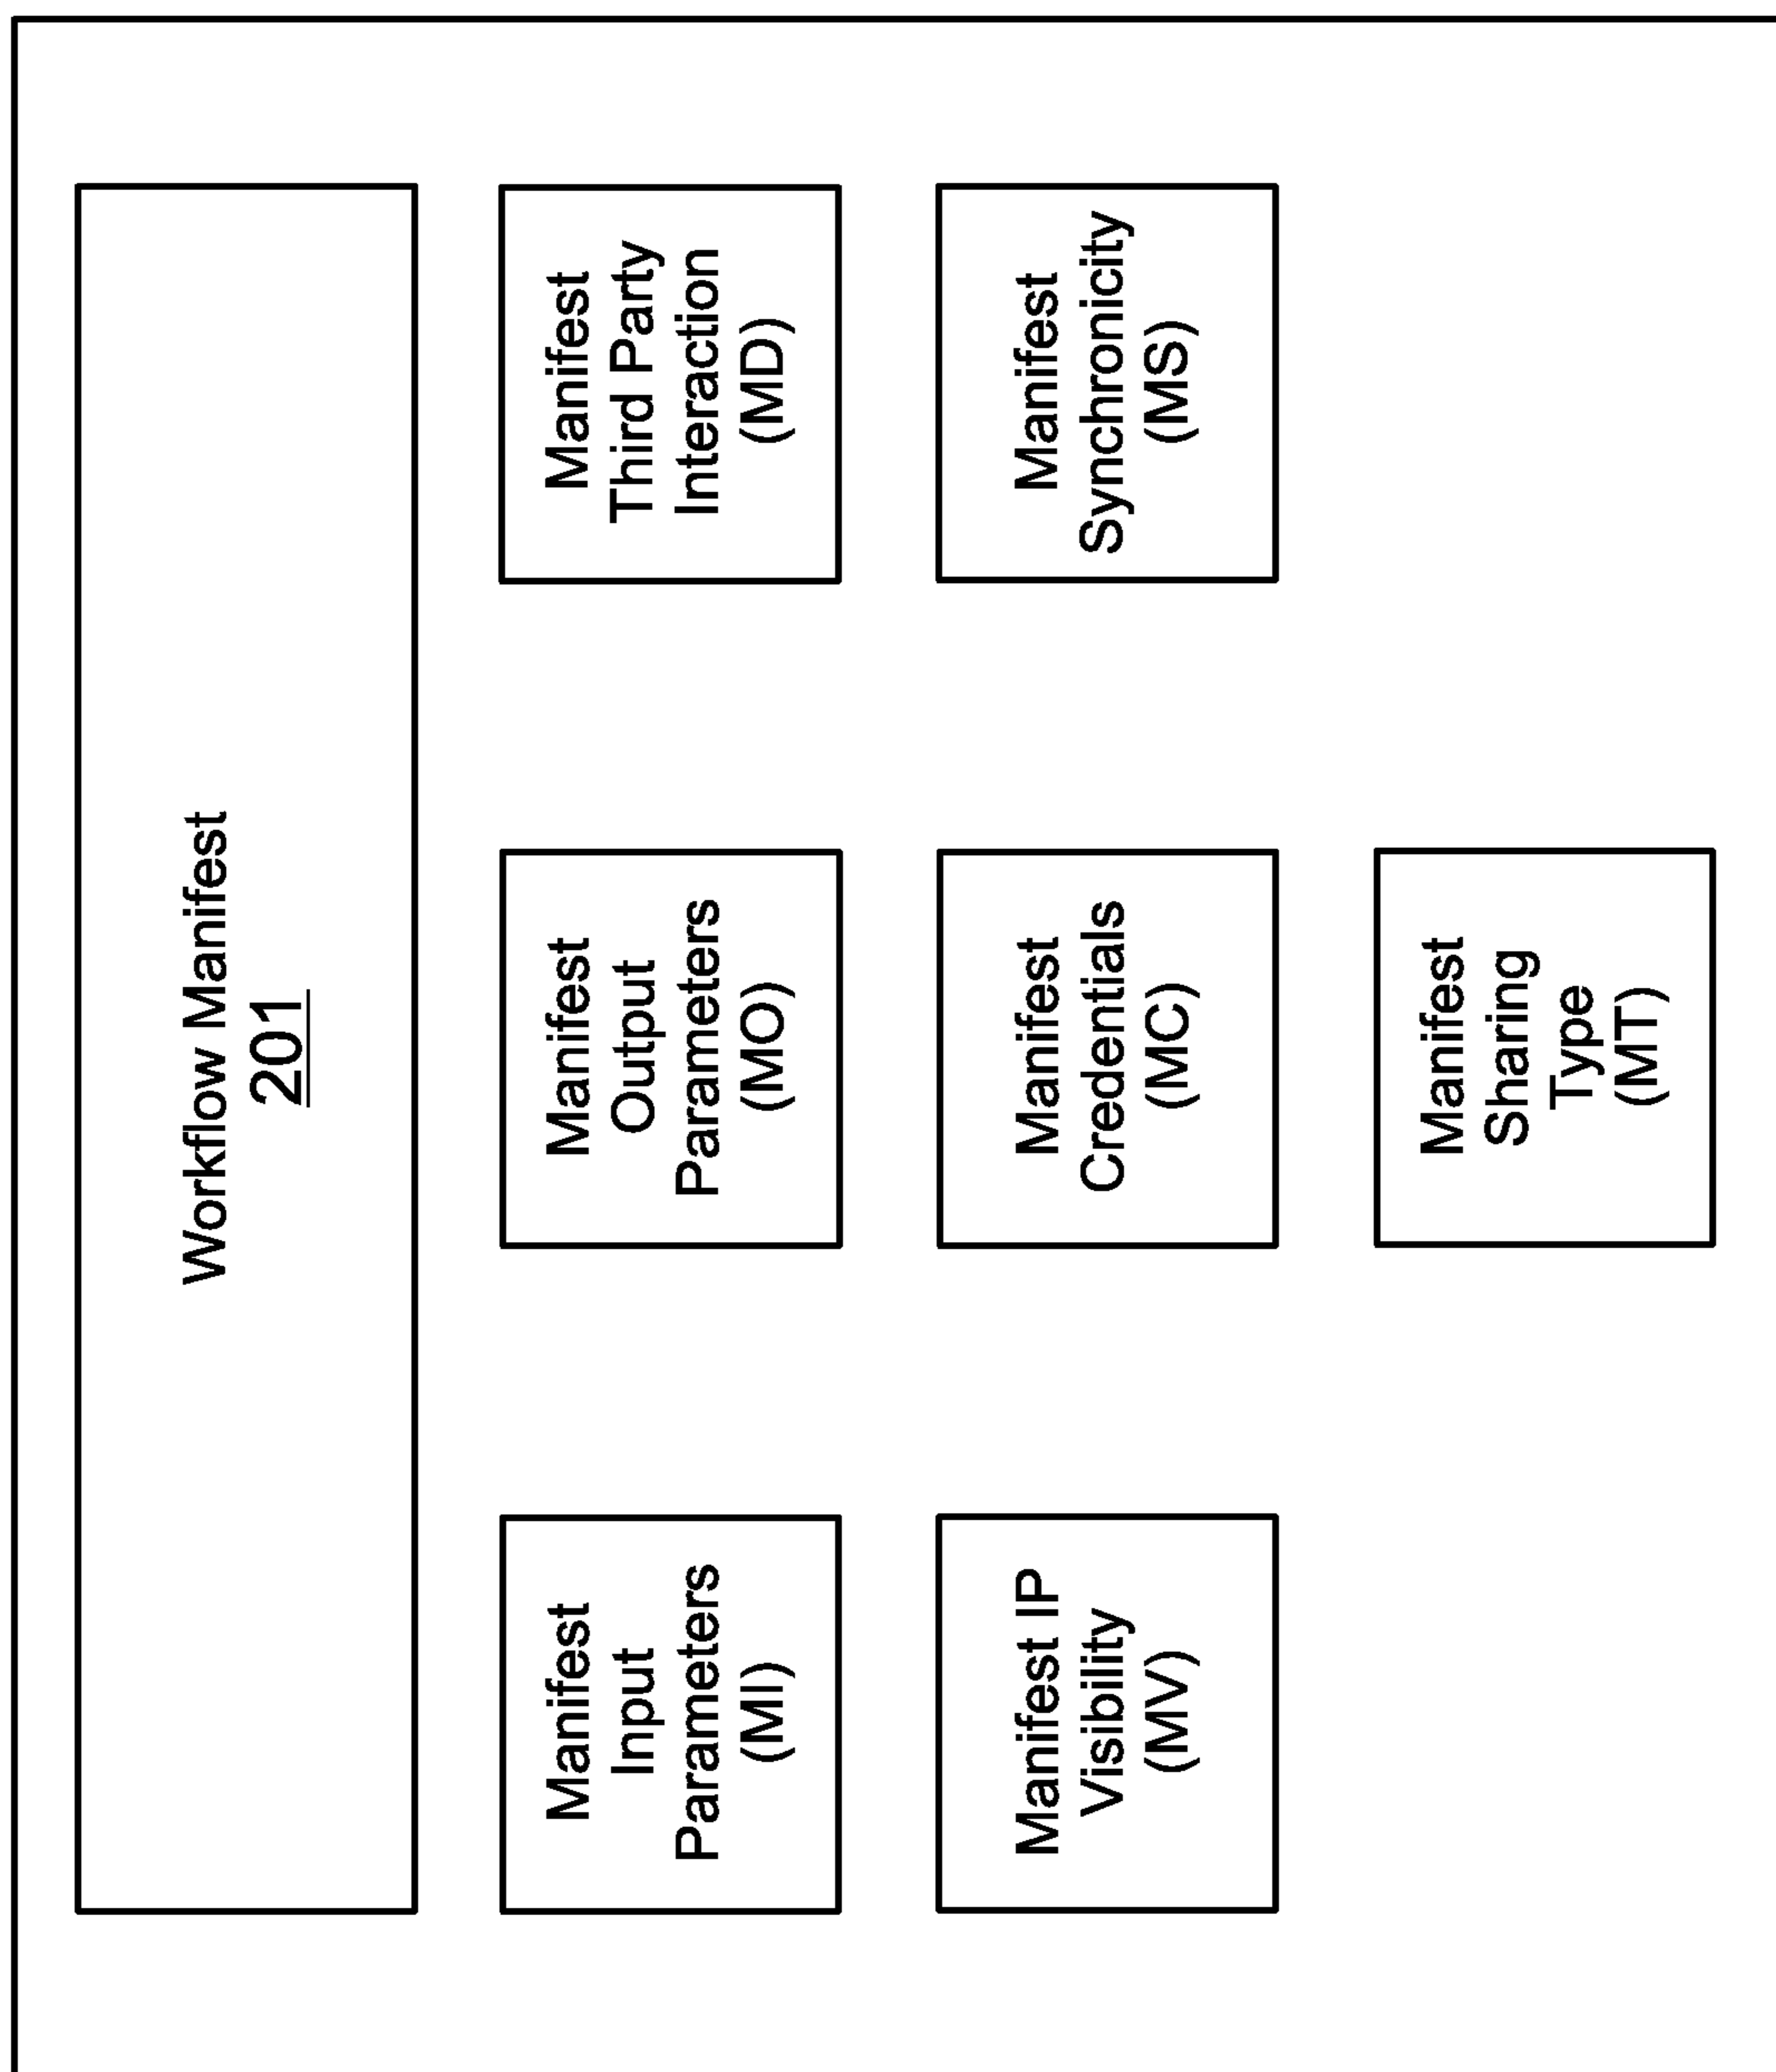 Workflow Manifest
201
Manifest
Input
Parameters
(MI)
Manifest
Output
Parameters
(MO)
Manifest
Third Party
Interaction
(MD)
Manifest IP
Visibility
(MV)
Manifest
Credentials
(MC)
Manifest
Synchronicity
(MS)
Manifest
Sharing
Type
(MT)